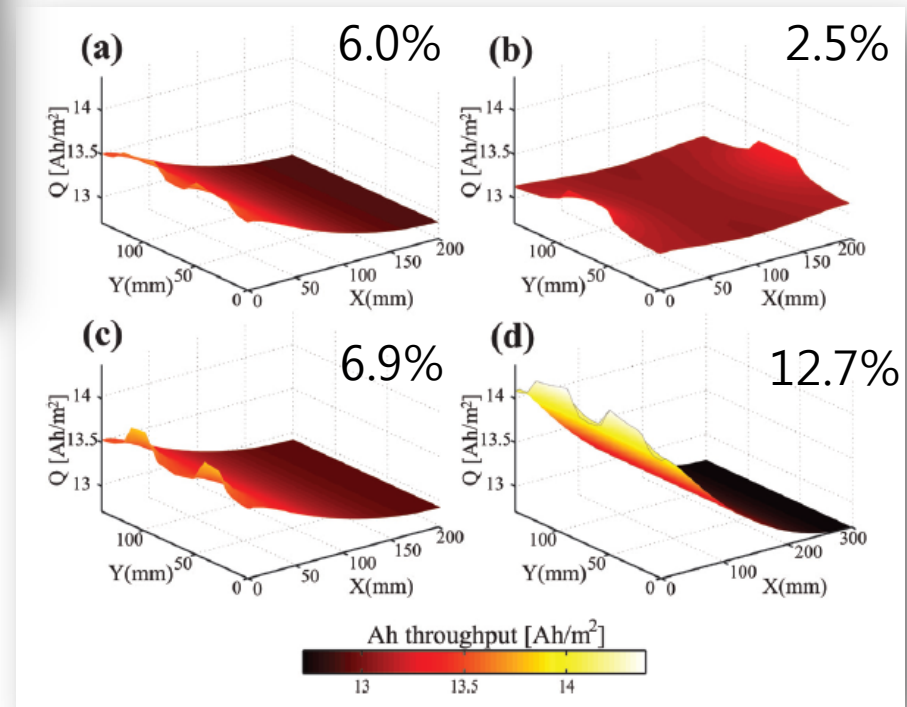 (a) 6.0%
Q [Ah/m²]
14
13.5
13
100
50
0
Y(mm)
0
50
100
150
200
X(mm)
(b) 2.5%
Q [Ah/m²]
14
13.5
13
100
50
0
Y(mm)
0
50
100
150
200
X(mm)
(c) 6.9%
Q [Ah/m²]
14
13.5
13
100
50
0
Y(mm)
0
50
100
150
200
X(mm)
(d) 12.7%
Q [Ah/m²]
14
13.5
13
100
50
0
Y(mm)
0
100
200
300
X(mm)
Ah throughput [Ah/m²]
13 13.5 14